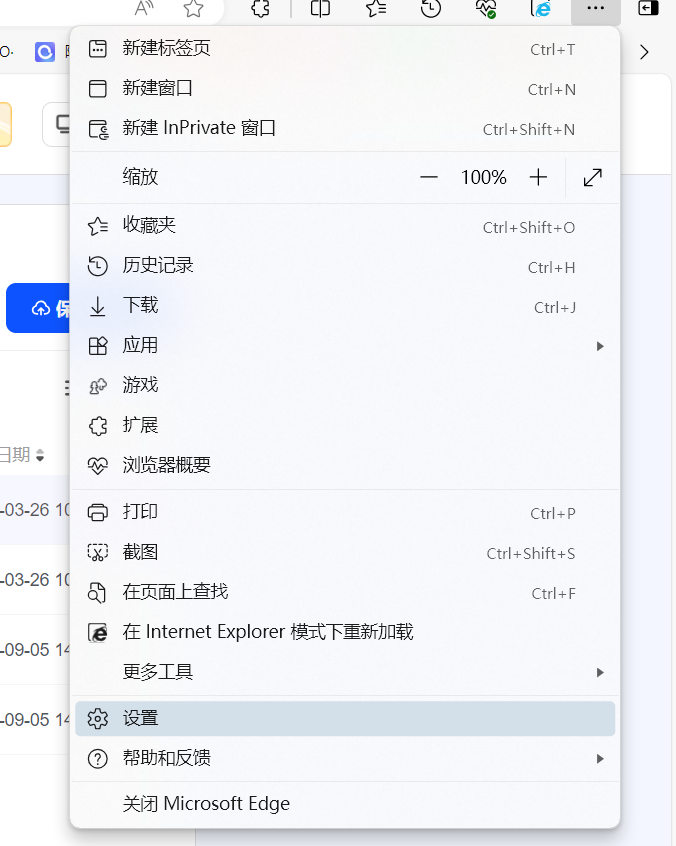 新建标签页 Ctrl+T
新建窗口 Ctrl+N
新建 InPrivate 窗口 Ctrl+Shift+N
缩放 — 100% +
收藏夹 Ctrl+Shift+O
历史记录 Ctrl+H
下载 Ctrl+J
应用
游戏
扩展
日期
浏览器概要
-03-26 10
打印 Ctrl+P
截图 Ctrl+Shift+S
-03-26 10
在页面上查找 Ctrl+F
在 Internet Explorer 模式下重新加载
-09-05 14
更多工具
设置
-09-05 14
帮助和反馈
关闭 Microsoft Edge